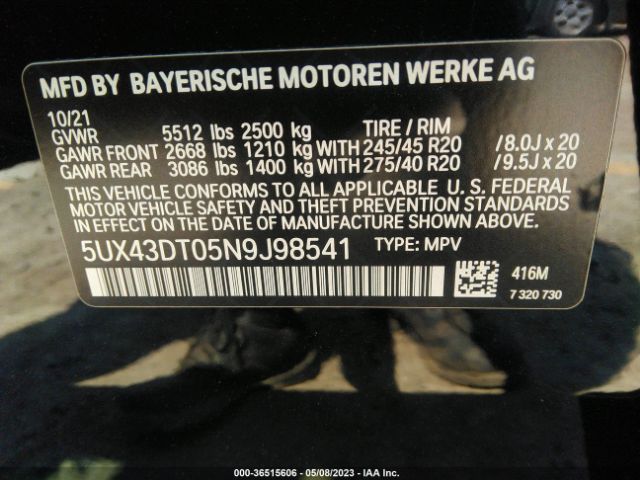 MFD BY BAYERISCHE MOTOREN WERKE AG
10/21
GVWR 5512 lbs 2500 kg TIRE / RIM
GAWR FRONT 2668 lbs 1210 kg WITH 245/45 R20 / 8.0J x 20
GAWR REAR 3086 lbs 1400 kg WITH 275/40 R20 / 9.5J x 20
THIS VEHICLE CONFORMS TO ALL APPLICABLE U. S. FEDERAL
MOTOR VEHICLE SAFETY AND THEFT PREVENTION STANDARDS
IN EFFECT ON THE DATE OF MANUFACTURE SHOWN ABOVE.
5UX43DT05N9J98541 TYPE: MPV
416M
7 320 730
000-36515606 - 05/08/2023 - IAA Inc.